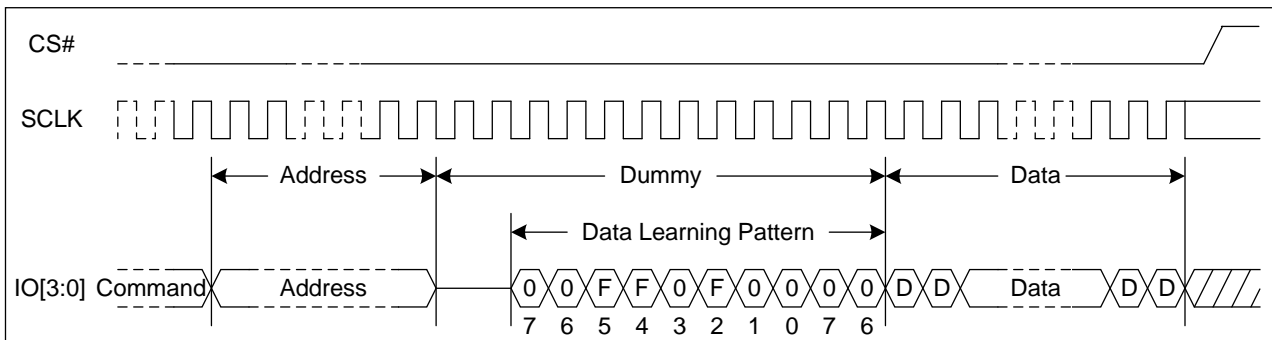 CS#
SCLK
Address Dummy Data
Data Learning Pattern
IO[3:0] Command Address 0 0 F F 0 F 0 0 0 0 D D Data D D
7 6 5 4 3 2 1 0 7 6